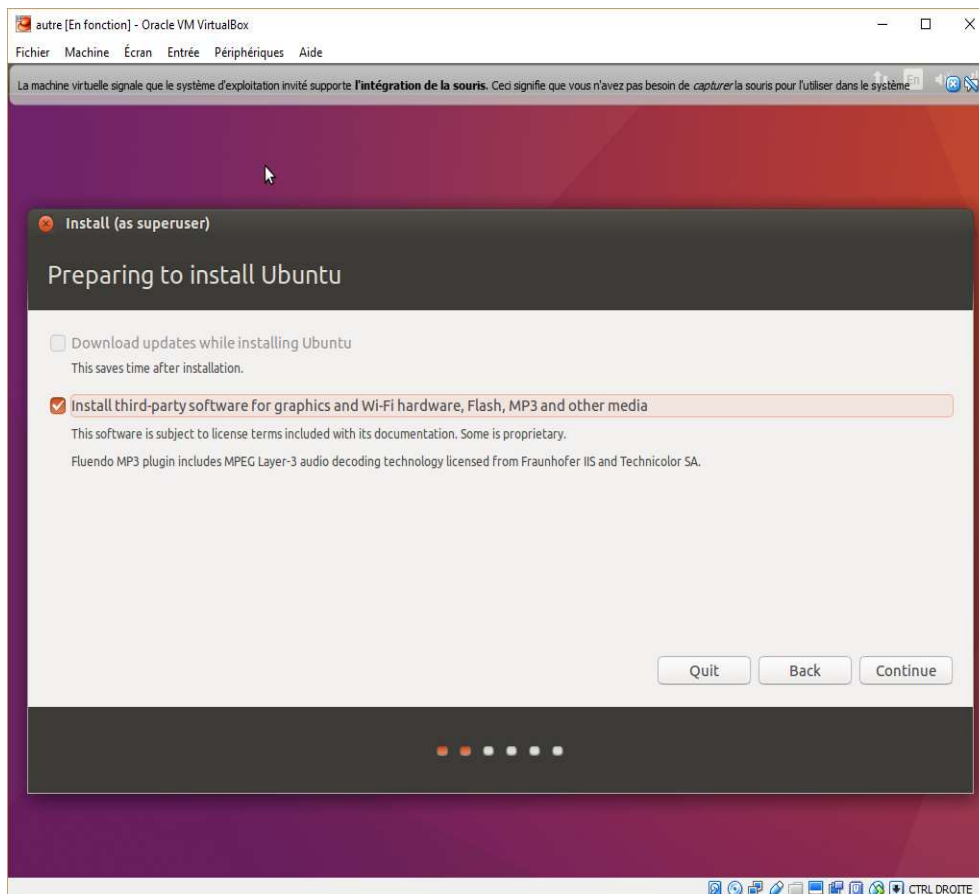 autre [En fonction] - Oracle VM VirtualBox
Fichier Machine Écran Entrée Périphériques Aide
La machine virtuelle signale que le système d'exploitation invité supporte l'intégration de la souris. Ceci signifie que vous n'avez pas besoin de capturer la souris pour l'utiliser dans le système
En
Install (as superuser)
Preparing to install Ubuntu
Download updates while installing Ubuntu
This saves time after installation.
Install third-party software for graphics and Wi-Fi hardware, Flash, MP3 and other media
This software is subject to license terms included with its documentation. Some is proprietary.
Fluendo MP3 plugin includes MPEG Layer-3 audio decoding technology licensed from Fraunhofer IIS and Technicolor SA.
Quit Back Continue
CTRL DROITE